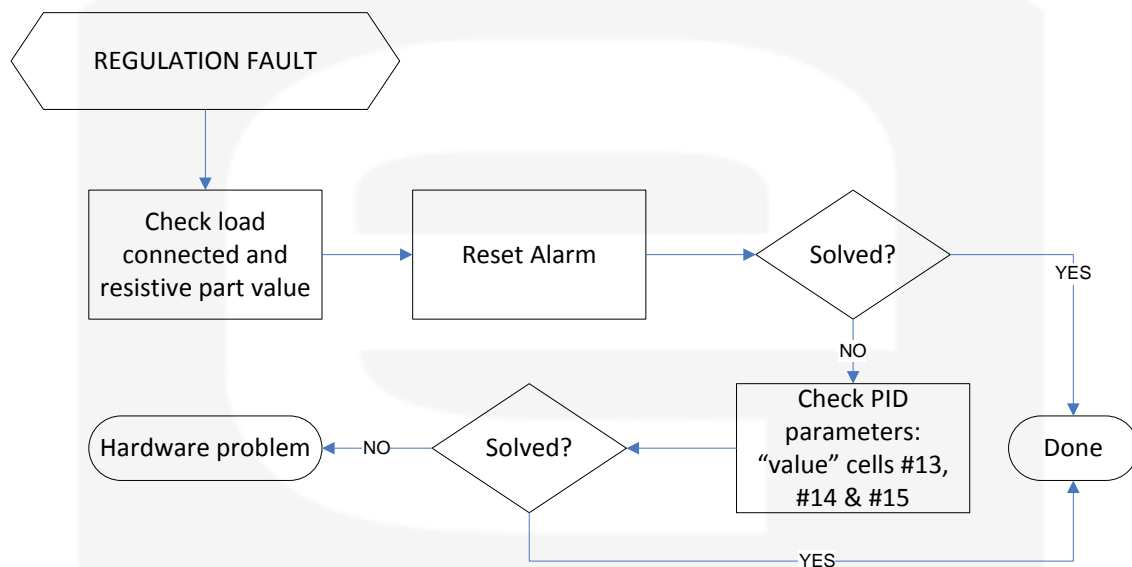 REGULATION FAULT
Check load
connected and
resistive part value
Reset Alarm
Solved?
YES
NO
Check PID
parameters:
“value” cells #13,
#14 & #15
Solved?
NO
Hardware problem
Done
YES